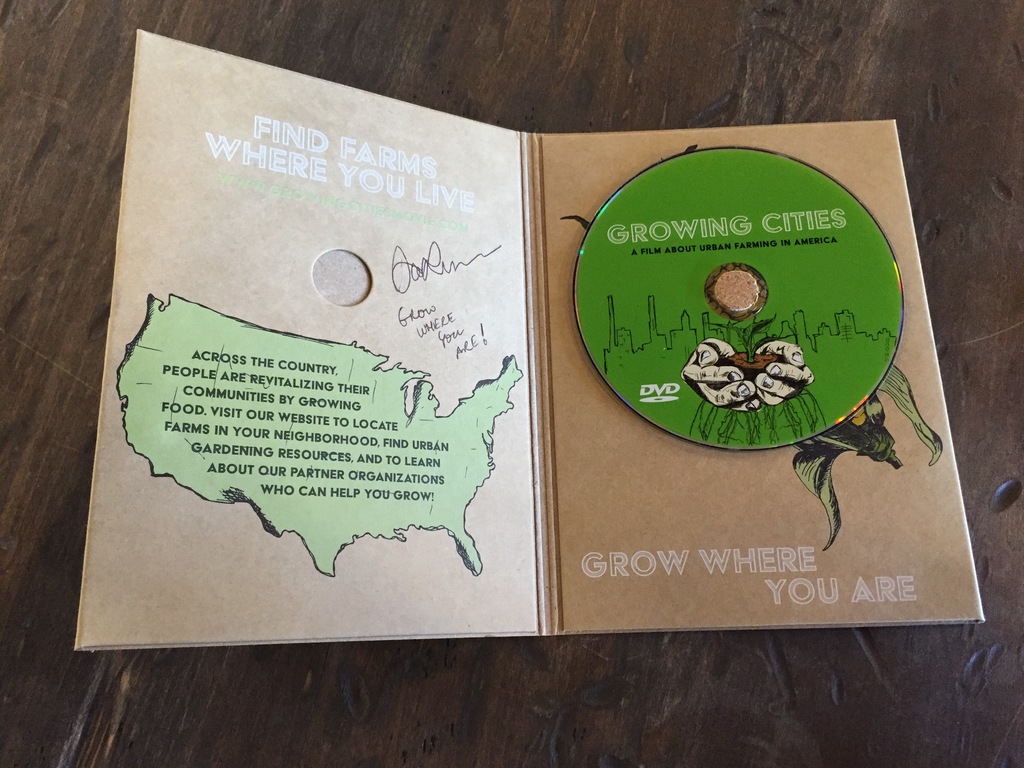 FIND FARMS
WHERE YOU LIVE
GROW
WHERE
YOU
ARE!
ACROSS THE COUNTRY,
PEOPLE ARE REVITALIZING THEIR
COMMUNITIES BY GROWING
FOOD. VISIT OUR WEBSITE TO LOCATE
FARMS IN YOUR NEIGHBORHOOD, FIND URBAN
GARDENING RESOURCES, AND TO LEARN
ABOUT OUR PARTNER ORGANIZATIONS
WHO CAN HELP YOU GROW!
GROWING CITIES
A FILM ABOUT URBAN FARMING IN AMERICA
DVD
GROW WHERE
YOU ARE